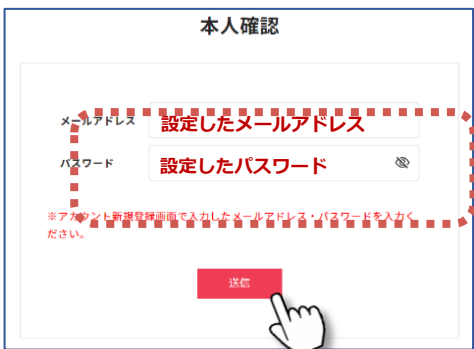 本人確認
メールアドレス 設定したメールアドレス
パスワード 設定したパスワード
※アカウント新規登録画面で入力したメールアドレス・パスワードを入力く
ださい。
送信